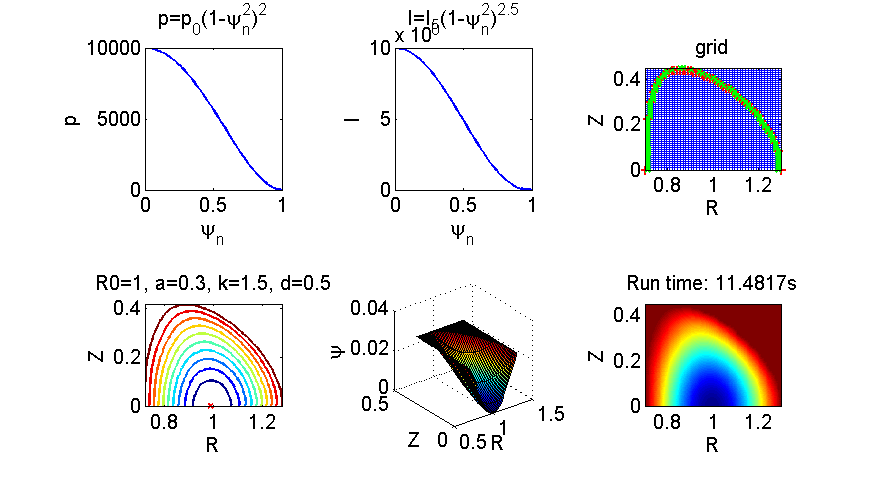 p=p₀(1-ψₙ²)²
10000
5000
0
p
0
0.5
1
ψₙ
I=I₀(1-ψₙ²)^2.5
10
5
0
I
0
0.5
1
ψₙ
grid
0.4
0.2
0
Z
0.8
1
1.2
R
R0=1, a=0.3, k=1.5, d=0.5
0.4
0.2
0
Z
0.8
1
1.2
R
0.04
0.02
0
ψ
0.5
0
Z
0.5
1
1.5
R
Run time: 11.4817s
0.4
0.2
0
Z
0.8
1
1.2
R